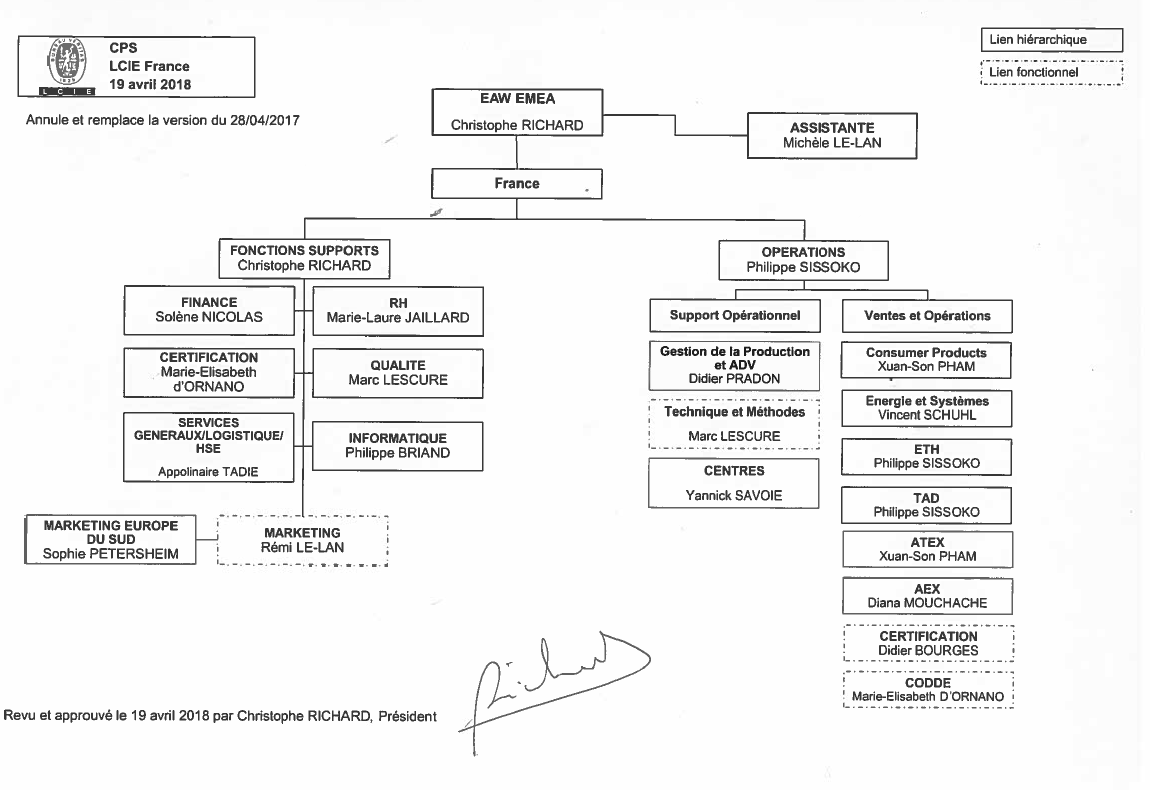 BUREAU VERITAS
1828
LCIE
CPS
LCIE France
19 avril 2018
Lien hiérarchique
Lien fonctionnel
Annule et remplace la version du 28/04/2017
EAW EMEA
Christophe RICHARD
ASSISTANTE
Michèle LE-LAN
France
FONCTIONS SUPPORTS
Christophe RICHARD
OPERATIONS
Philippe SISSOKO
FINANCE
Solène NICOLAS
RH
Marie-Laure JAILLARD
CERTIFICATION
Marie-Elisabeth
d'ORNANO
QUALITE
Marc LESCURE
SERVICES
GENERAUX/LOGISTIQUE/
HSE
Appolinaire TADIE
INFORMATIQUE
Philippe BRIAND
MARKETING EUROPE
DU SUD
Sophie PETERSHEIM
MARKETING
Rémi LE-LAN
Support Opérationnel
Gestion de la Production
et ADV
Didier PRADON
Technique et Méthodes
Marc LESCURE
CENTRES
Yannick SAVOIE
Ventes et Opérations
Consumer Products
Xuan-Son PHAM
Energie et Systèmes
Vincent SCHUHL
ETH
Philippe SISSOKO
TAD
Philippe SISSOKO
ATEX
Xuan-Son PHAM
AEX
Diana MOUCHACHE
CERTIFICATION
Didier BOURGES
CODDE
Marie-Elisabeth D'ORNANO
Richard
Revu et approuvé le 19 avril 2018 par Christophe RICHARD, Président